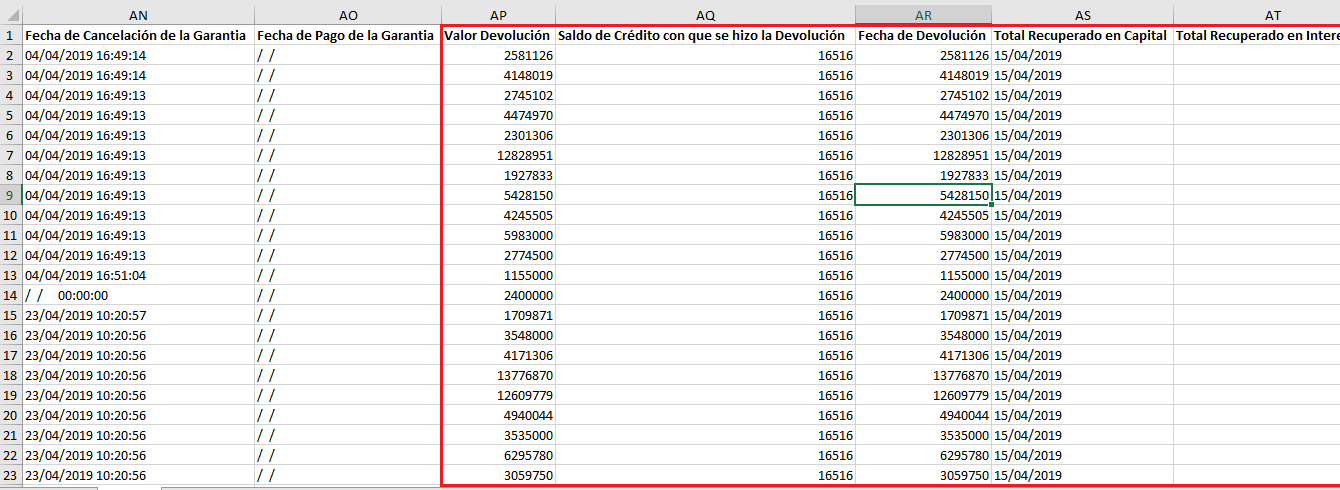 AN AO AP AQ AR AS AT
1 Fecha de Cancelación de la Garantia Fecha de Pago de la Garantia Valor Devolución Saldo de Crédito con que se hizo la Devolución Fecha de Devolución Total Recuperado en Capital Total Recuperado en Intere
2 04/04/2019 16:49:14 / / 2581126 16516 2581126 15/04/2019
3 04/04/2019 16:49:14 / / 4148019 16516 4148019 15/04/2019
4 04/04/2019 16:49:13 / / 2745102 16516 2745102 15/04/2019
5 04/04/2019 16:49:13 / / 4474970 16516 4474970 15/04/2019
6 04/04/2019 16:49:13 / / 2301306 16516 2301306 15/04/2019
7 04/04/2019 16:49:13 / / 12828951 16516 12828951 15/04/2019
8 04/04/2019 16:49:13 / / 1927833 16516 1927833 15/04/2019
9 04/04/2019 16:49:13 / / 5428150 16516 5428150 15/04/2019
10 04/04/2019 16:49:13 / / 4245505 16516 4245505 15/04/2019
11 04/04/2019 16:49:13 / / 5983000 16516 5983000 15/04/2019
12 04/04/2019 16:49:13 / / 2774500 16516 2774500 15/04/2019
13 04/04/2019 16:51:04 / / 1155000 16516 1155000 15/04/2019
14 / / 00:00:00 / / 2400000 16516 2400000 15/04/2019
15 23/04/2019 10:20:57 / / 1709871 16516 1709871 15/04/2019
16 23/04/2019 10:20:56 / / 3548000 16516 3548000 15/04/2019
17 23/04/2019 10:20:56 / / 4171306 16516 4171306 15/04/2019
18 23/04/2019 10:20:56 / / 13776870 16516 13776870 15/04/2019
19 23/04/2019 10:20:56 / / 12609779 16516 12609779 15/04/2019
20 23/04/2019 10:20:56 / / 4940044 16516 4940044 15/04/2019
21 23/04/2019 10:20:56 / / 3535000 16516 3535000 15/04/2019
22 23/04/2019 10:20:56 / / 6295780 16516 6295780 15/04/2019
23 23/04/2019 10:20:56 / / 3059750 16516 3059750 15/04/2019